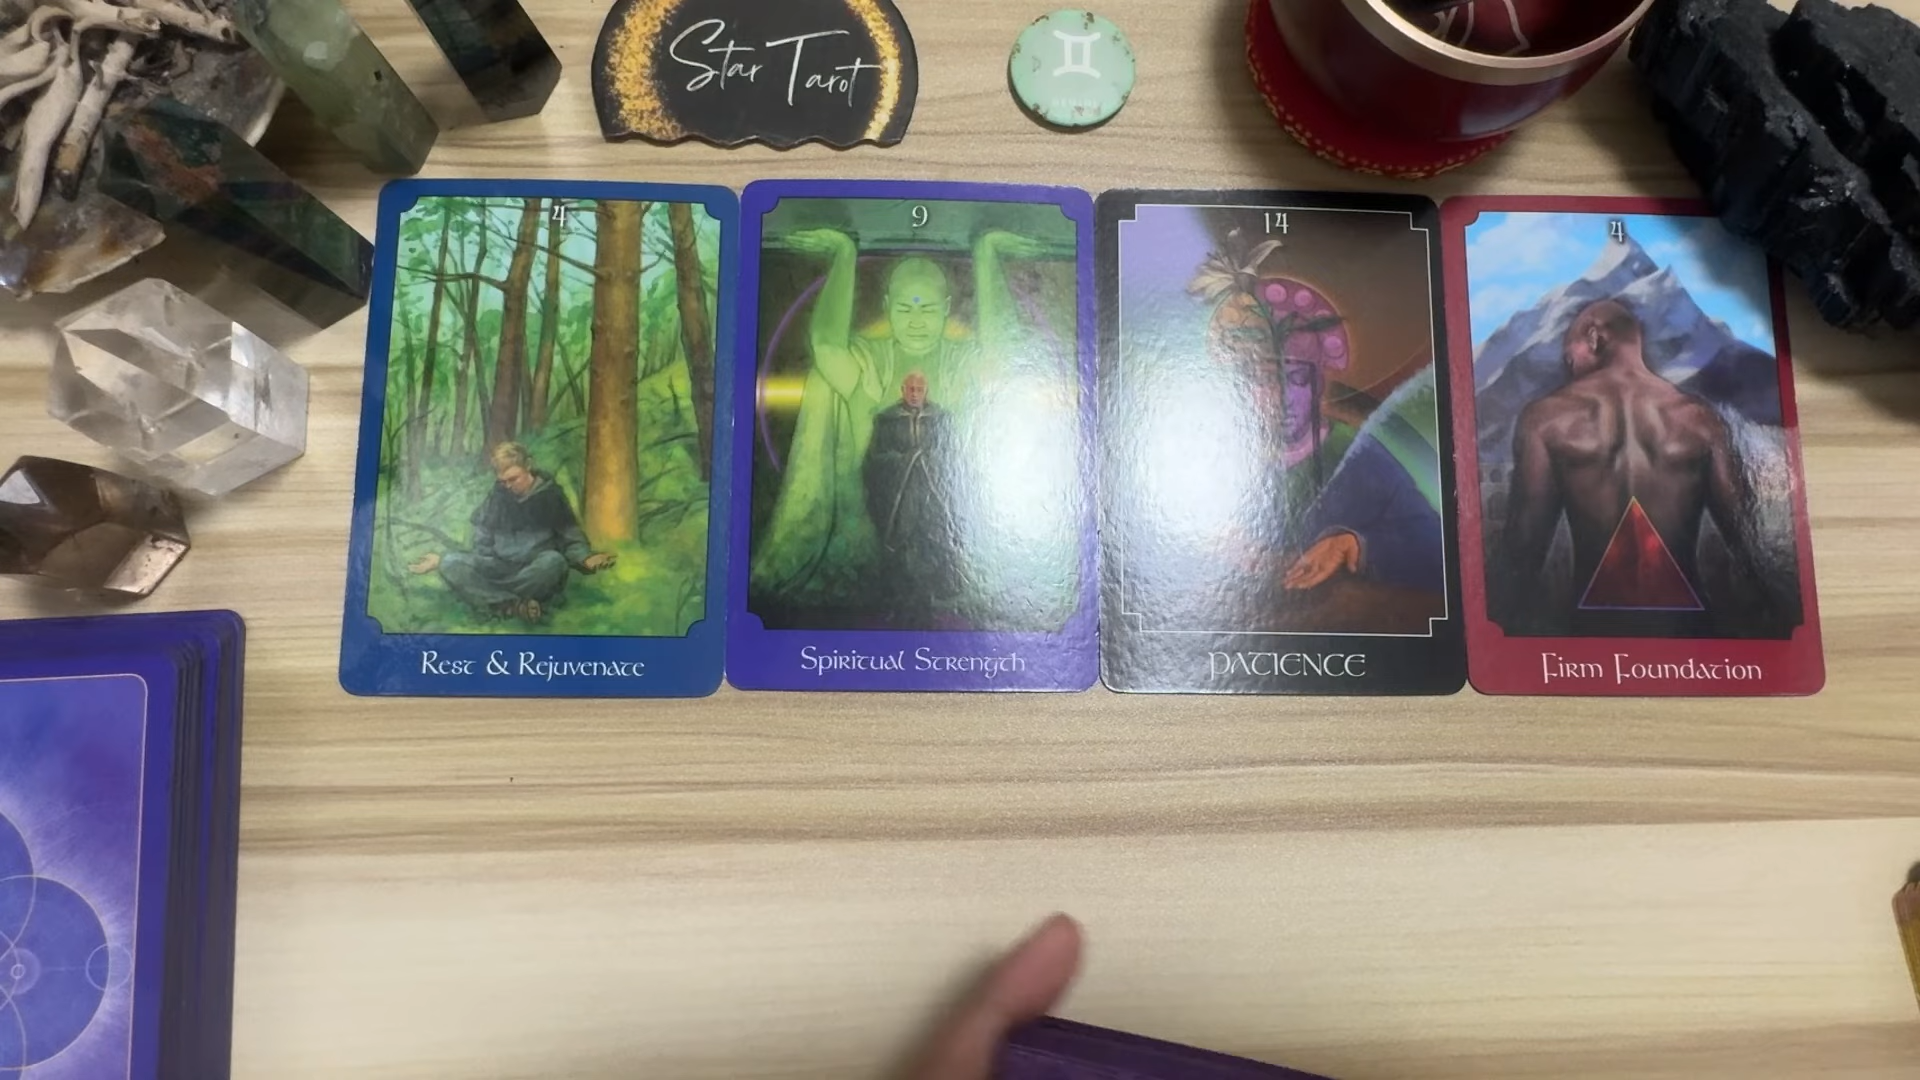 Star Tarot
4
9
14
4
Rest & Rejuvenate
Spiritual Strength
PATIENCE
Firm Foundation